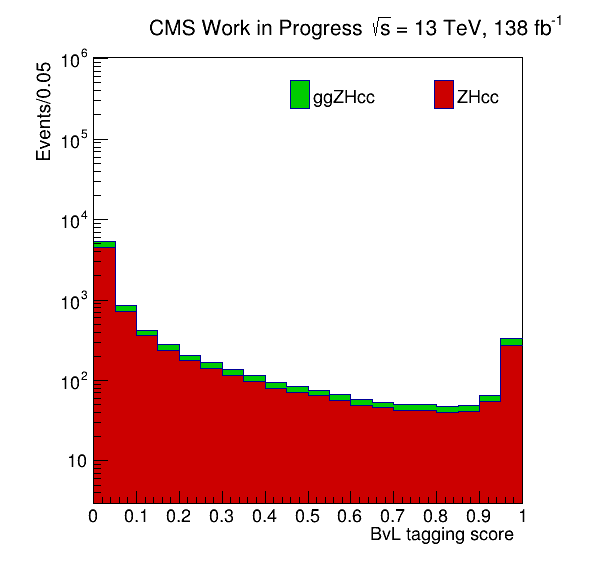 CMS Work in Progress √s = 13 TeV, 138 fb⁻¹
Events/0.05
10⁶
10⁵
10⁴
10³
10²
10
ggZHcc ZHcc
0 0.1 0.2 0.3 0.4 0.5 0.6 0.7 0.8 0.9 1
BvL tagging score